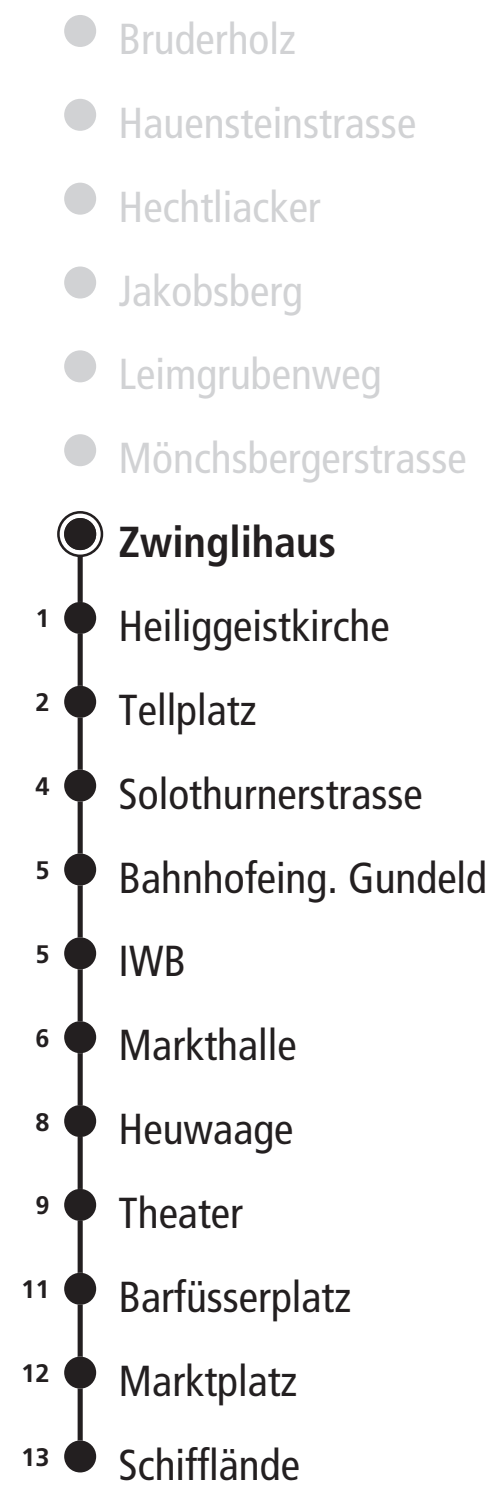 Bruderholz
Hauensteinstrasse
Hechtliacker
Jakobsberg
Leimgrubenweg
Mönchsbergerstrasse
Zwinglihaus
1 Heiliggeistkirche
2 Tellplatz
4 Solothurnerstrasse
5 Bahnhofeing. Gundeld
5 IWB
6 Markthalle
8 Heuwaage
9 Theater
11 Barfüsserplatz
12 Marktplatz
13 Schifflände